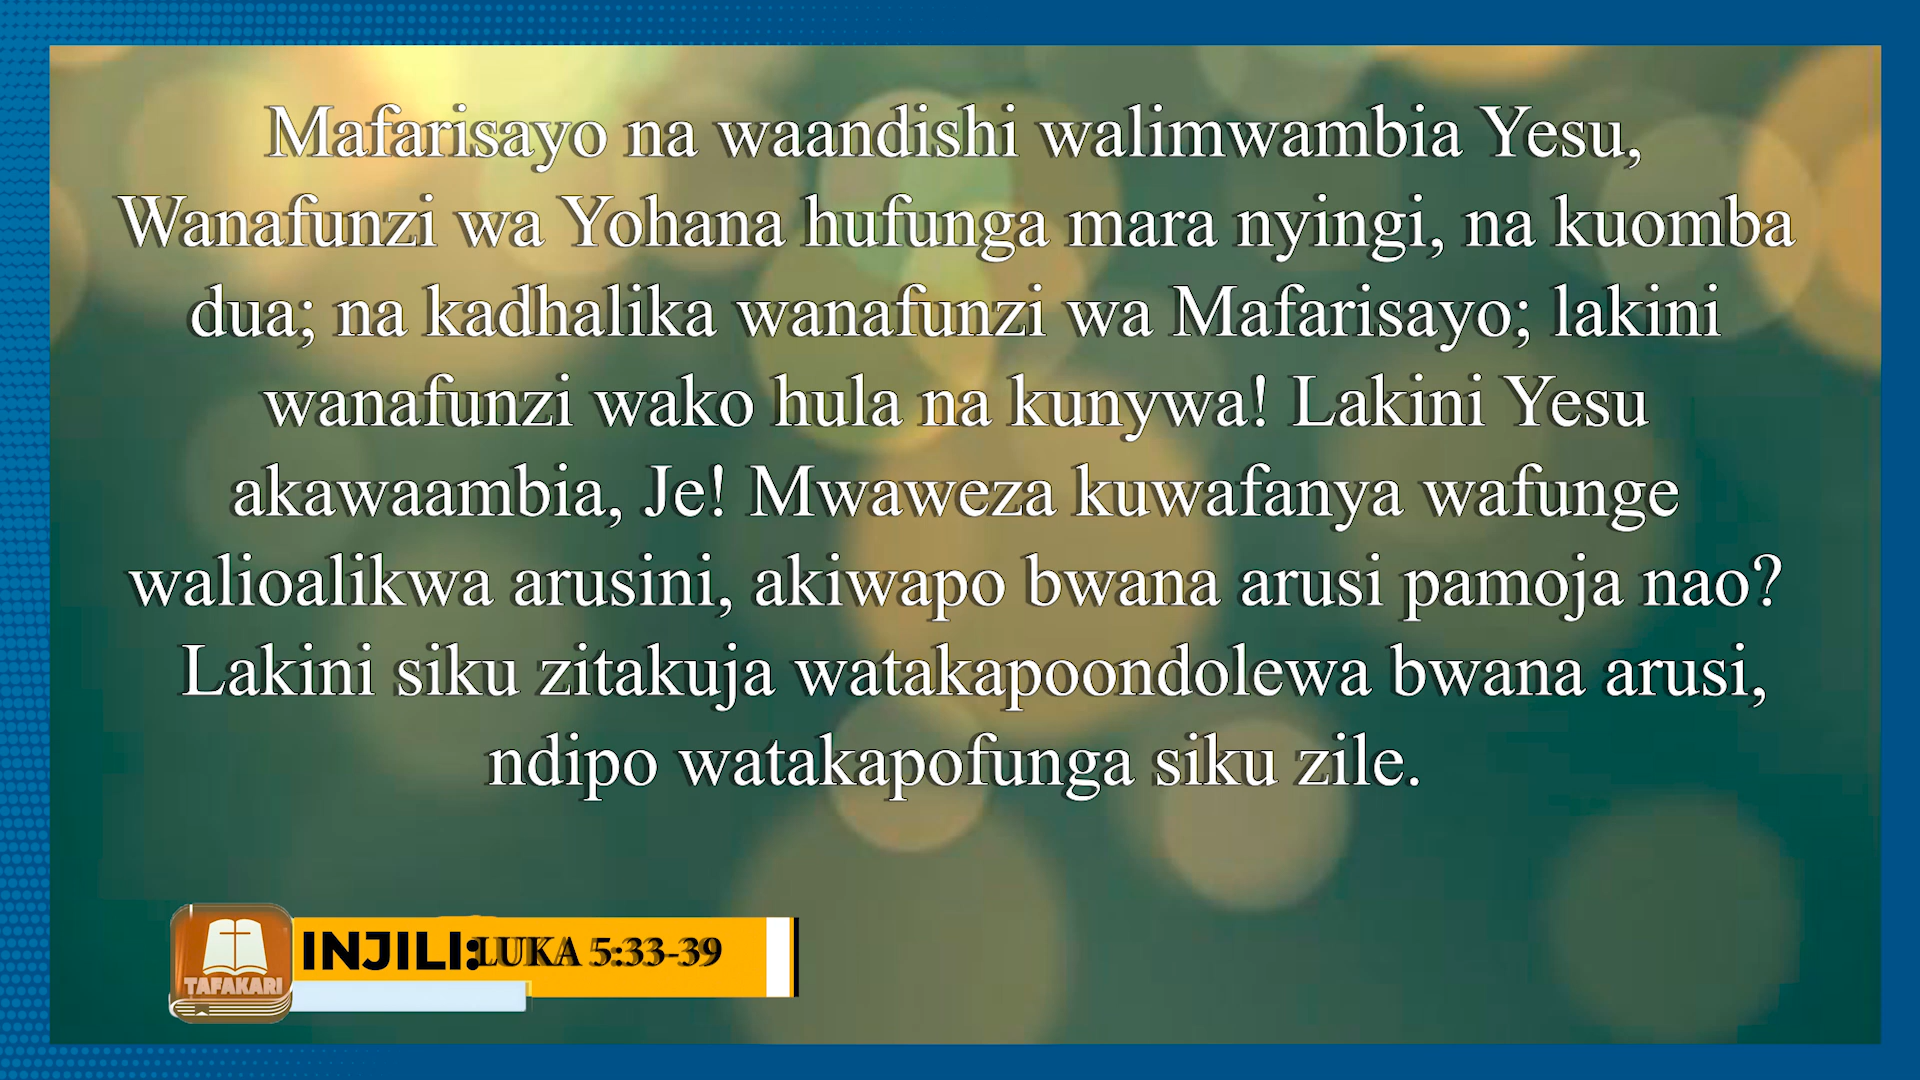 Mafarisayo na waandishi walimwambia Yesu,
Wanafunzi wa Yohana hufunga mara nyingi, na kuomba
dua; na kadhalika wanafunzi wa Mafarisayo; lakini
wanafunzi wako hula na kunywa! Lakini Yesu
akawaambia, Je! Mwaweza kuwafanya wafunge
walioalikwa arusini, akiwapo bwana arusi pamoja nao?
Lakini siku zitakuja watakapoondolewa bwana arusi,
ndipo watakapofunga siku zile.
INJILI: LUKA 5:33-39
TAFAKARI